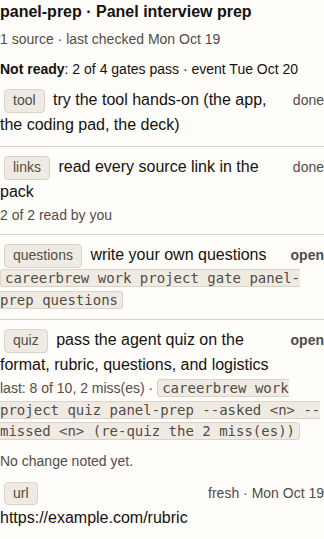 panel-prep · Panel interview prep
1 source · last checked Mon Oct 19
Not ready: 2 of 4 gates pass · event Tue Oct 20
tool try the tool hands-on (the app, done
the coding pad, the deck)
links read every source link in the done
pack
2 of 2 read by you
questions write your own questions open
careerbrew work project gate panel-
prep questions
quiz pass the agent quiz on the open
format, rubric, questions, and logistics
last: 8 of 10, 2 miss(es) · careerbrew work
project quiz panel-prep --asked <n> --
missed <n> (re-quiz the 2 miss(es))
No change noted yet.
url fresh · Mon Oct 19
https://example.com/rubric